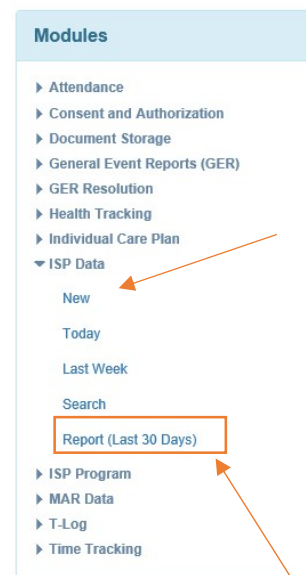 Modules
Attendance
Consent and Authorization
Document Storage
General Event Reports (GER)
GER Resolution
Health Tracking
Individual Care Plan
ISP Data
New
Today
Last Week
Search
Report (Last 30 Days)
ISP Program
MAR Data
T-Log
Time Tracking